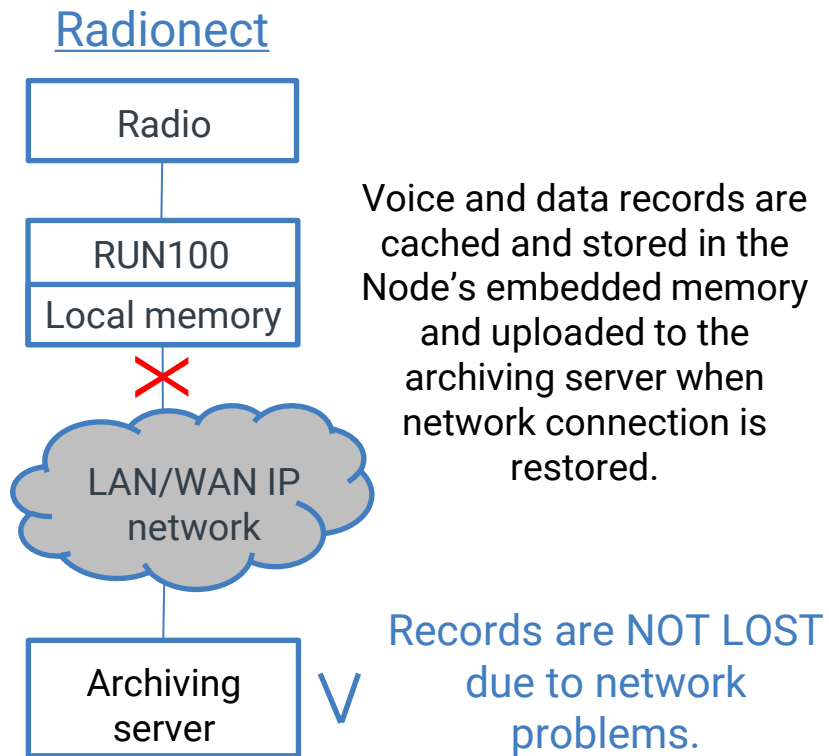 Radionect
Radio
RUN100
Local memory
Voice and data records are
cached and stored in the
Node’s embedded memory
and uploaded to the
archiving server when
network connection is
restored.
LAN/WAN IP
network
Archiving
server
Records are NOT LOST
due to network
problems.